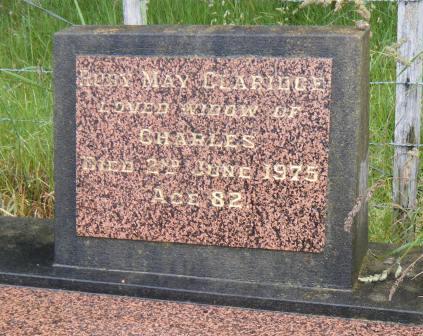 Ruby May Claridge
Loved widow of
Charles
Died 2nd June 1975
Age 82